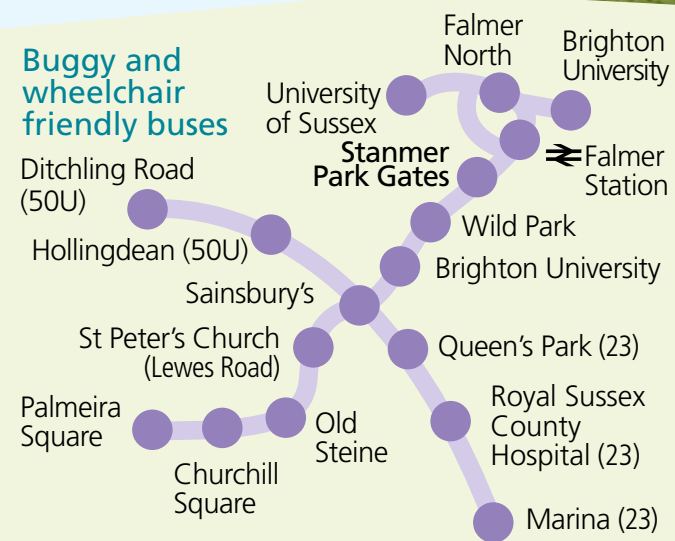 Buggy and
wheelchair
friendly buses
Falmer
North
Brighton
University
University
of Sussex
Stanmer
Park Gates
Falmer
Station
Ditchling Road
(50U)
Wild Park
Hollingdean (50U)
Brighton University
Sainsbury's
St Peter's Church
(Lewes Road)
Queen's Park (23)
Palmeira
Square
Old
Steine
Royal Sussex
County
Hospital (23)
Churchill
Square
Marina (23)